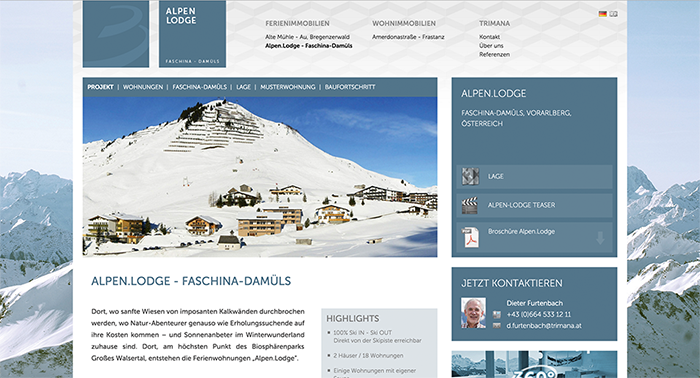 ALPEN
LODGE
FASCHINA - DAMÜLS
FERIENIMMOBILIEN
Alte Mühle - Au, Bregenzerwald
Alpen.Lodge - Faschina-Damüls
WOHNIMMOBILIEN
Amerdonastraße - Frastanz
TRIMANA
Kontakt
Über uns
Referenzen
PROJEKT | WOHNUNGEN | FASCHINA-DAMÜLS | LAGE | MUSTERWOHNUNG | BAUFORTSCHRITT
ALPEN.LODGE
FASCHINA-DAMÜLS, VORARLBERG,
ÖSTERREICH
LAGE
ALPEN-LODGE TEASER
Broschüre Alpen Lodge
ALPEN.LODGE - FASCHINA-DAMÜLS
Dort, wo sanfte Wiesen von imposanten Kalkwänden durchbrochen
werden, wo Natur-Abenteurer genauso wie Erholungssuchende auf
ihre Kosten kommen – und Sonnenanbeter im Winterwunderland
zuhause sind. Dort, am höchsten Punkt des Biosphärenparks
Großes Walsertal, entstehen die Ferienwohnungen „Alpen.Lodge".
HIGHLIGHTS
100% Ski IN - Ski OUT
Direkt von der Skipiste erreichbar
2 Häuser / 18 Wohnungen
Einige Wohnungen mit eigener
JETZT KONTAKTIEREN
Dieter Furtenbach
+43 (0)664 533 12 11
d.furtenbach@trimana.at
360°